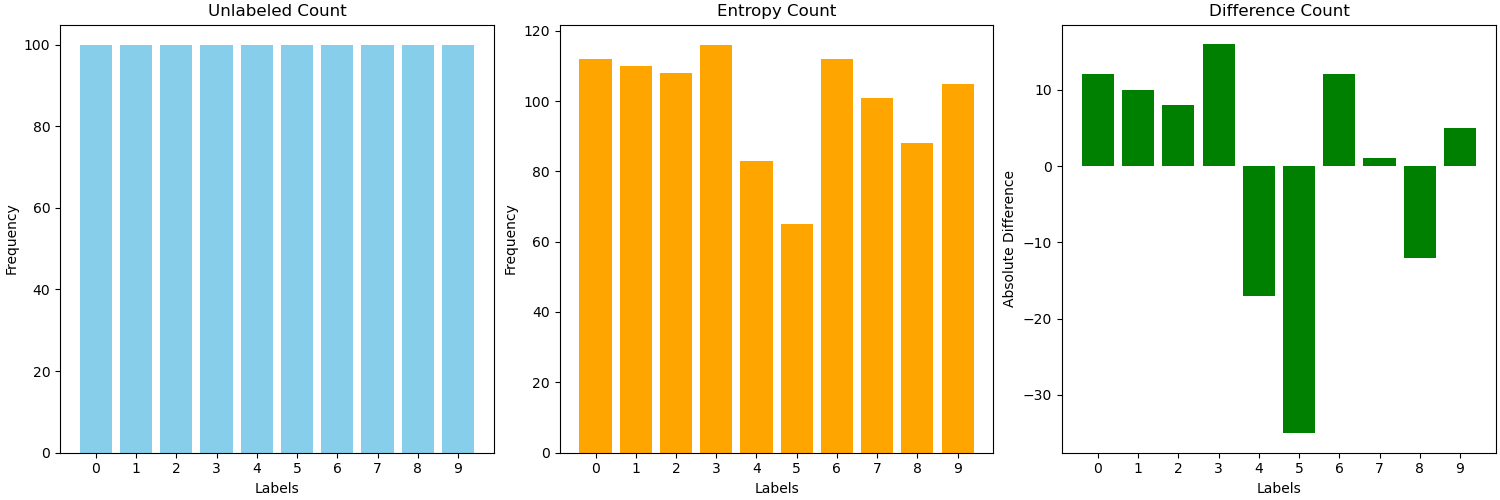 Unlabeled Count
100
80
60
40
20
0
Frequency
0 1 2 3 4 5 6 7 8 9
Labels
Entropy Count
120
100
80
60
40
20
0
Frequency
0 1 2 3 4 5 6 7 8 9
Labels
Difference Count
10
0
−10
−20
−30
Absolute Difference
0 1 2 3 4 5 6 7 8 9
Labels